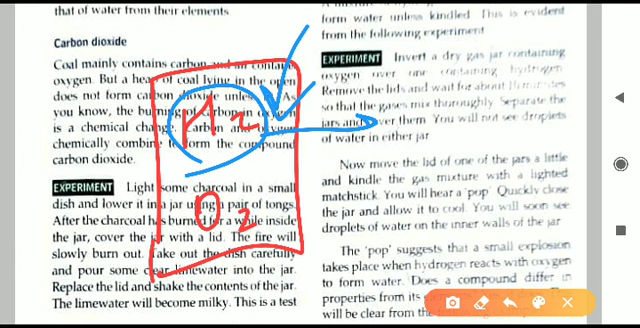 that of water from their elements
Carbon dioxide
Coal mainly contains carbon and air contains
oxygen. But a heap of coal lying in the open
does not form carbon dioxide unless As
you know, the burning of carbon in oxygen
is a chemical change. Carbon and oxygen
chemically combine to form the compound
carbon dioxide.
EXPERIMENT Light some charcoal in a small
dish and lower it in a jar using a pair of tongs.
After the charcoal has burned for a while inside
the jar, cover the jar with a lid. The fire will
slowly burn out. Take out the dish carefully
and pour some clear limewater into the jar.
Replace the lid and shake the contents of the jar.
The limewater will become milky. This is a test
H2
O2
form water unless kindled This is evident
from the following experiment
EXPERIMENT Invert a dry gas jar containing
oxygen over one containing hydrogen
Remove the lids and wait for about minutes
so that the gases mix thoroughly Separate the
jars and cover them You will not see droplets
of water in either jar
Now move the lid of one of the jars a little
and kindle the gas mixture with a lighted
matchstick. You will hear a 'pop' Quickly close
the jar and allow it to cool. You will soon see
droplets of water on the inner walls of the jar
The 'pop' suggests that a small explosion
takes place when hydrogen reacts with oxygen
to form water. Does a compound differ in
properties from its
will be clear from the